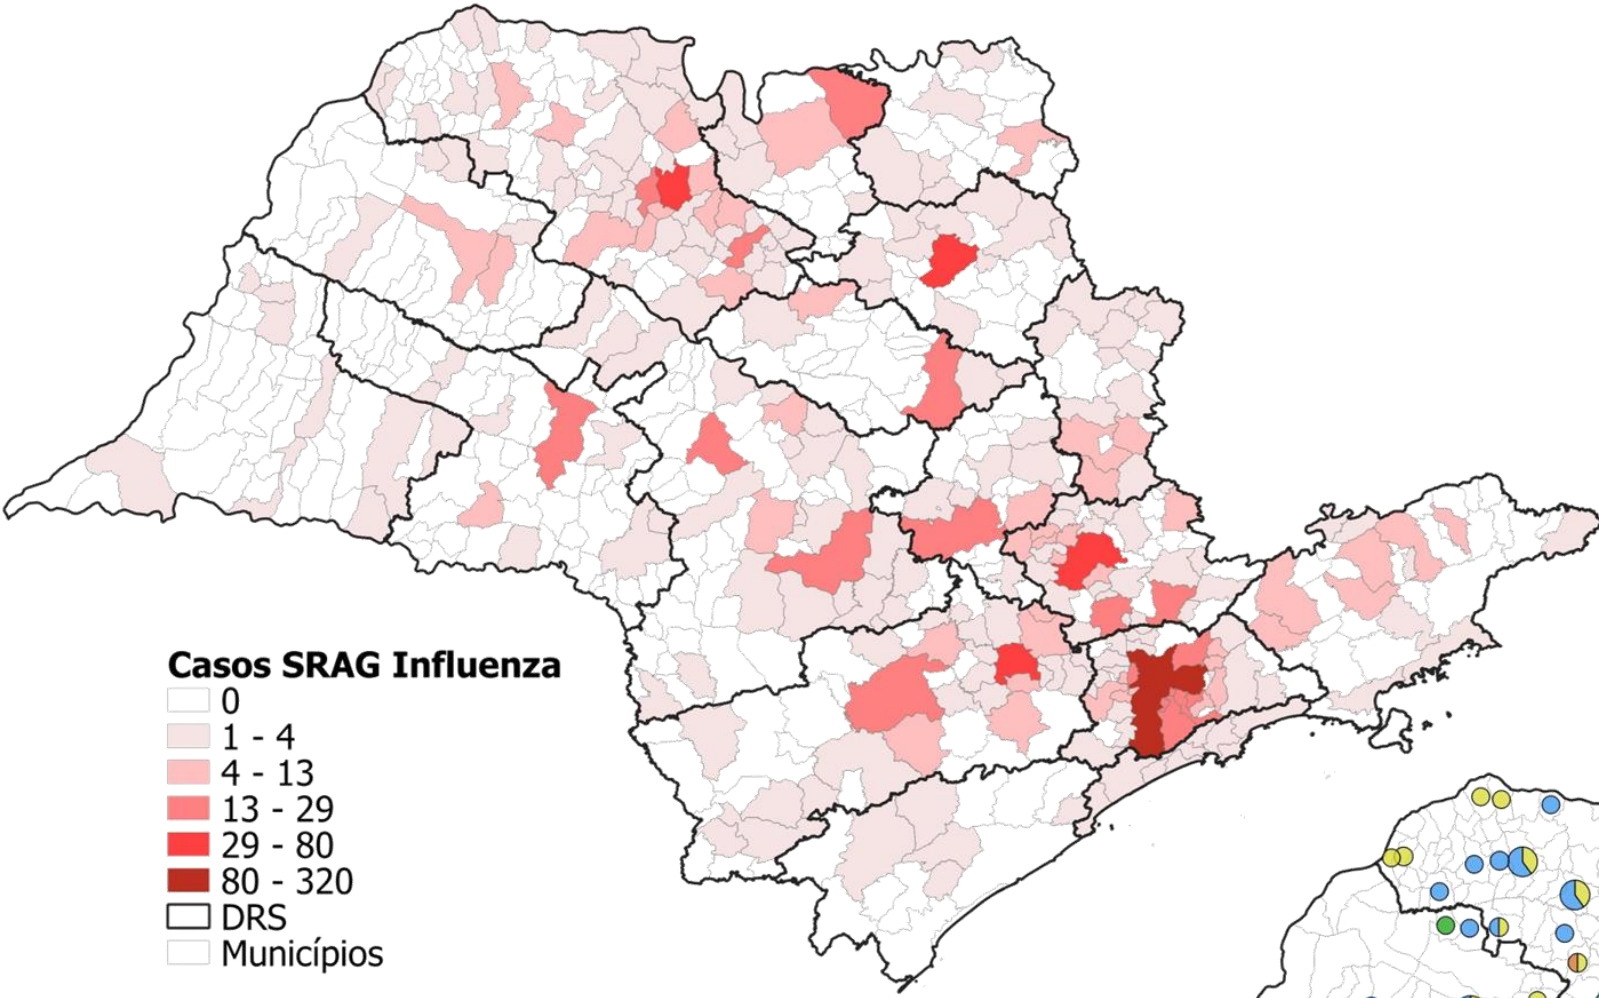 Casos SRAG Influenza
0
1 - 4
4 - 13
13 - 29
29 - 80
80 - 320
DRS
Municípios